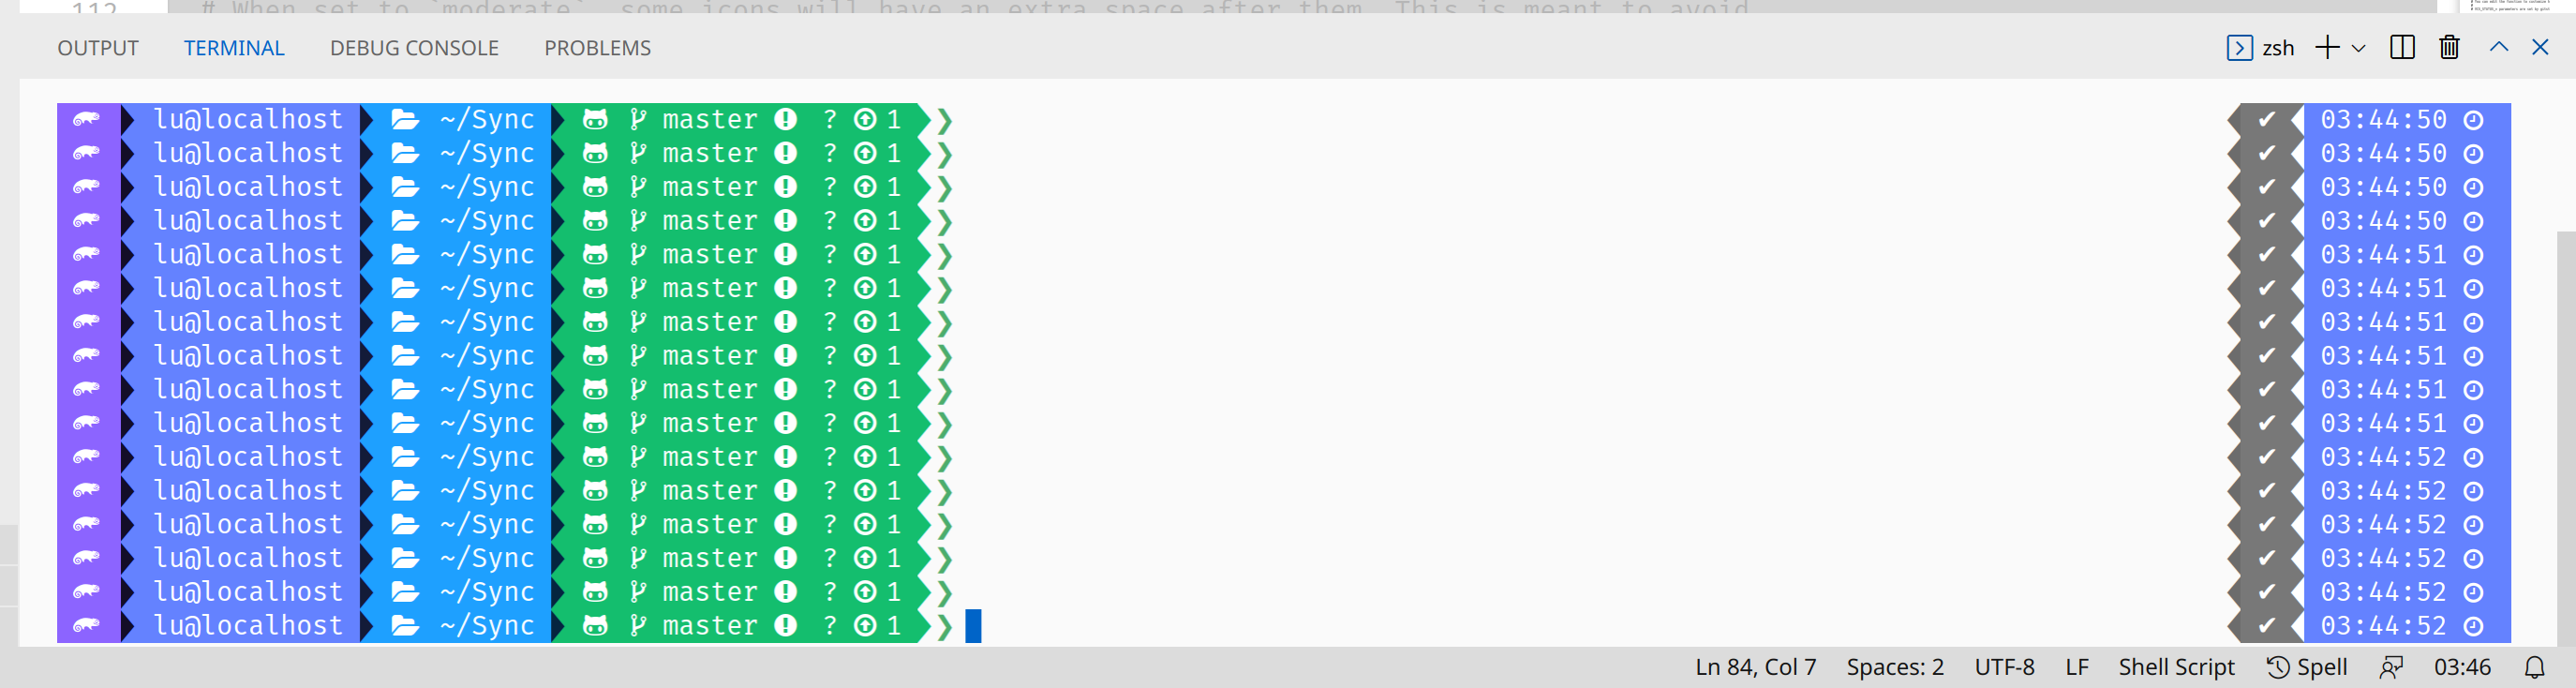 112 # When set to `moderate`, some icons will have an extra space after them. This is meant to avoid
OUTPUT TERMINAL DEBUG CONSOLE PROBLEMS zsh
lu@localhost ~/Sync master ! ? 1 ❯ ✔ 03:44:50
lu@localhost ~/Sync master ! ? 1 ❯ ✔ 03:44:50
lu@localhost ~/Sync master ! ? 1 ❯ ✔ 03:44:50
lu@localhost ~/Sync master ! ? 1 ❯ ✔ 03:44:50
lu@localhost ~/Sync master ! ? 1 ❯ ✔ 03:44:51
lu@localhost ~/Sync master ! ? 1 ❯ ✔ 03:44:51
lu@localhost ~/Sync master ! ? 1 ❯ ✔ 03:44:51
lu@localhost ~/Sync master ! ? 1 ❯ ✔ 03:44:51
lu@localhost ~/Sync master ! ? 1 ❯ ✔ 03:44:51
lu@localhost ~/Sync master ! ? 1 ❯ ✔ 03:44:51
lu@localhost ~/Sync master ! ? 1 ❯ ✔ 03:44:52
lu@localhost ~/Sync master ! ? 1 ❯ ✔ 03:44:52
lu@localhost ~/Sync master ! ? 1 ❯ ✔ 03:44:52
lu@localhost ~/Sync master ! ? 1 ❯ ✔ 03:44:52
lu@localhost ~/Sync master ! ? 1 ❯ ✔ 03:44:52
lu@localhost ~/Sync master ! ? 1 ❯ ✔ 03:44:52
Ln 84, Col 7 Spaces: 2 UTF-8 LF Shell Script Spell 03:46